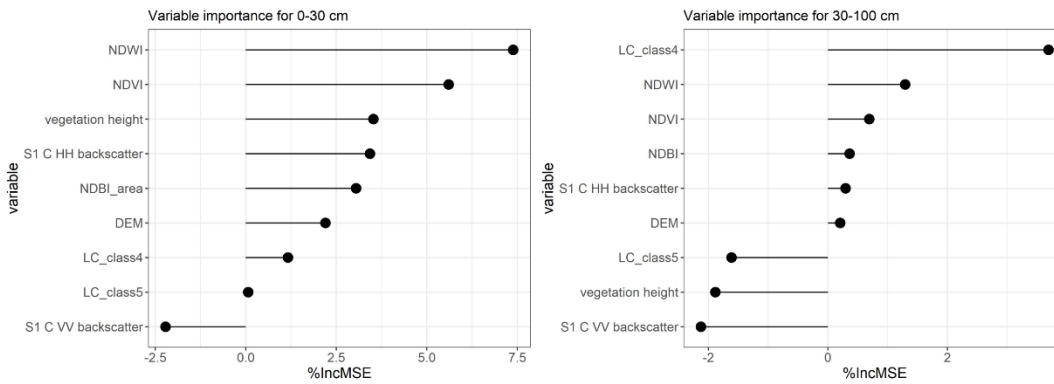 Variable importance for 0-30 cm
NDWI
NDVI
vegetation height
S1 C HH backscatter
NDBI_area
DEM
LC_class4
LC_class5
S1 C VV backscatter
variable
-2.5 0.0 2.5 5.0 7.5
%IncMSE
Variable importance for 30-100 cm
LC_class4
NDWI
NDVI
NDBI
S1 C HH backscatter
DEM
LC_class5
vegetation height
S1 C VV backscatter
variable
-2 0 2
%IncMSE